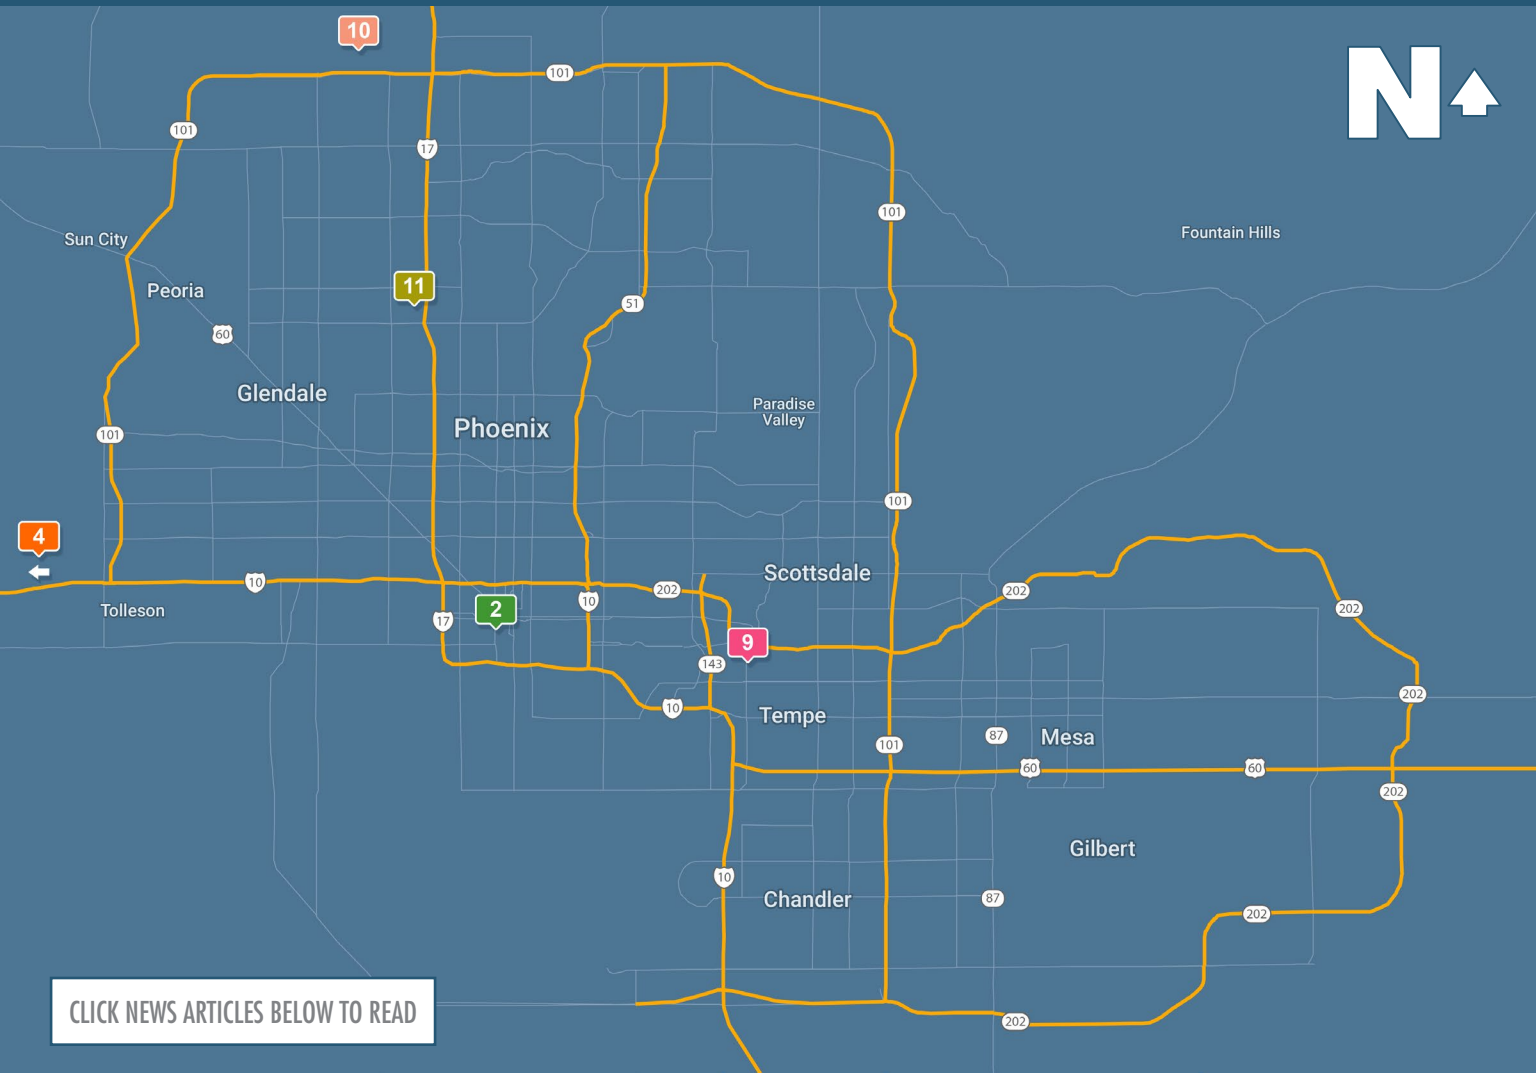 10
101
N
101
17
101
Fountain Hills
Sun City
Peoria
11
51
60
Glendale
Paradise
Valley
Phoenix
101
101
4
Scottsdale
10
202
10
202
Tolleson
2
202
17
9
143
202
10
Tempe
87
Mesa
101
60
60
202
Gilbert
10
Chandler
87
202
CLICK NEWS ARTICLES BELOW TO READ
202